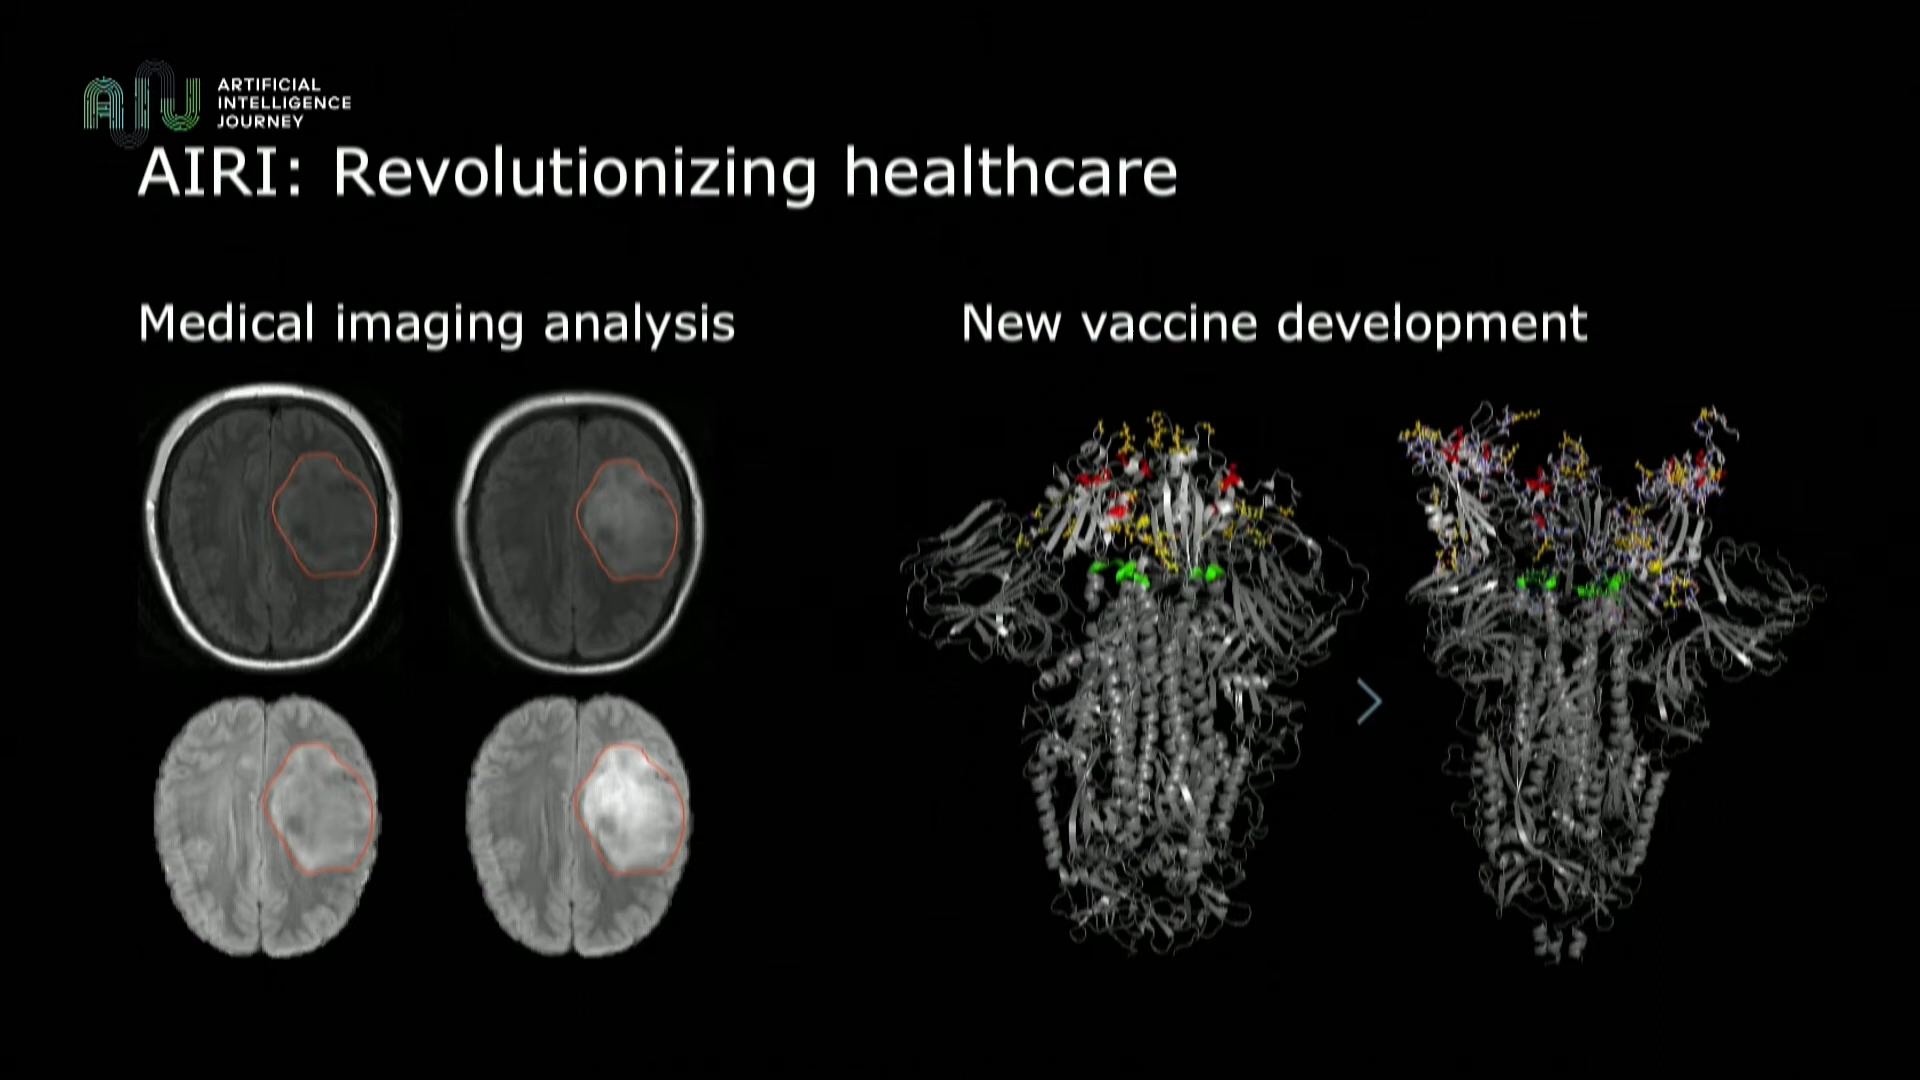 ARTIFICIAL
INTELLIGENCE
JOURNEY
AIRI: Revolutionizing healthcare
Medical imaging analysis
New vaccine development